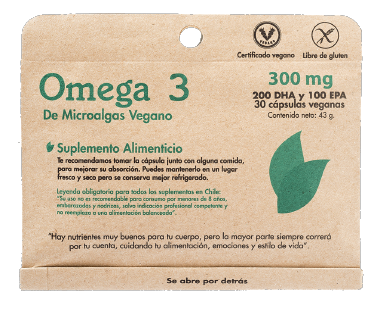 Certificado vegano
Libre de gluten
Omega 3
De Microalgas Vegano
300 mg
200 DHA y 100 EPA
30 cápsulas veganas
Contenido neto: 43 g.
Suplemento Alimenticio
Te recomendamos tomar la cápsula junto con alguna comida,
para mejorar su absorción. Puedes mantenerlo en un lugar
fresco y seco pero se conserva mejor refrigerado.
Leyenda obligatoria para todos los suplementos en Chile:
"Su uso no es recomendable para consumo por menores de 8 años,
embarazadas y nodrizas, salvo indicación profesional competente y
no reemplaza a una alimentación balanceada".
"Hay nutrientes muy buenos para tu cuerpo, pero la mayor parte siempre correrá
por tu cuenta, cuidando tu alimentación, emociones y estilo de vida".
Se abre por detrás